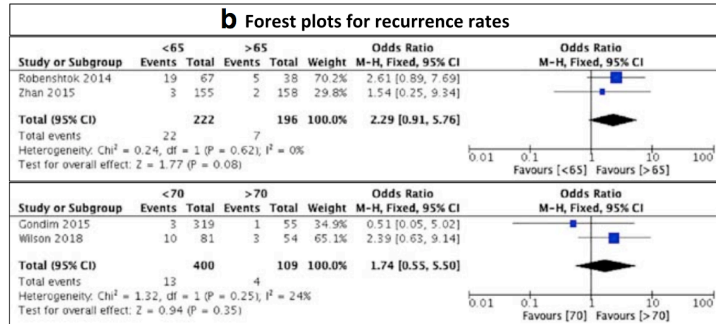 b Forest plots for recurrence rates
<65 >65 Odds Ratio Odds Ratio
Study or Subgroup Events Total Events Total Weight M-H, Fixed, 95% CI M-H, Fixed, 95% CI
Robenshtok 2014 19 67 5 38 70.2% 2.61 [0.89, 7.69]
Zhan 2015 3 155 2 158 29.8% 1.54 [0.25, 9.34]
Total (95% CI) 222 196 100.0% 2.29 [0.91, 5.76]
Total events 22 7
Heterogeneity: Chi² = 0.24, df = 1 (P = 0.62); I² = 0%
Test for overall effect: Z = 1.77 (P = 0.08)
0.01 0.1 1 10 100
Favours [<65] Favours [>65]
<70 >70 Odds Ratio Odds Ratio
Study or Subgroup Events Total Events Total Weight M-H, Fixed, 95% CI M-H, Fixed, 95% CI
Gondim 2015 3 319 1 55 34.9% 0.51 [0.05, 5.02]
Wilson 2018 10 81 3 54 65.1% 2.39 [0.63, 9.14]
Total (95% CI) 400 109 100.0% 1.74 [0.55, 5.50]
Total events 13 4
Heterogeneity: Chi² = 1.32, df = 1 (P = 0.25); I² = 24%
Test for overall effect: Z = 0.94 (P = 0.35)
0.01 0.1 1 10 100
Favours [70] Favours [>70]